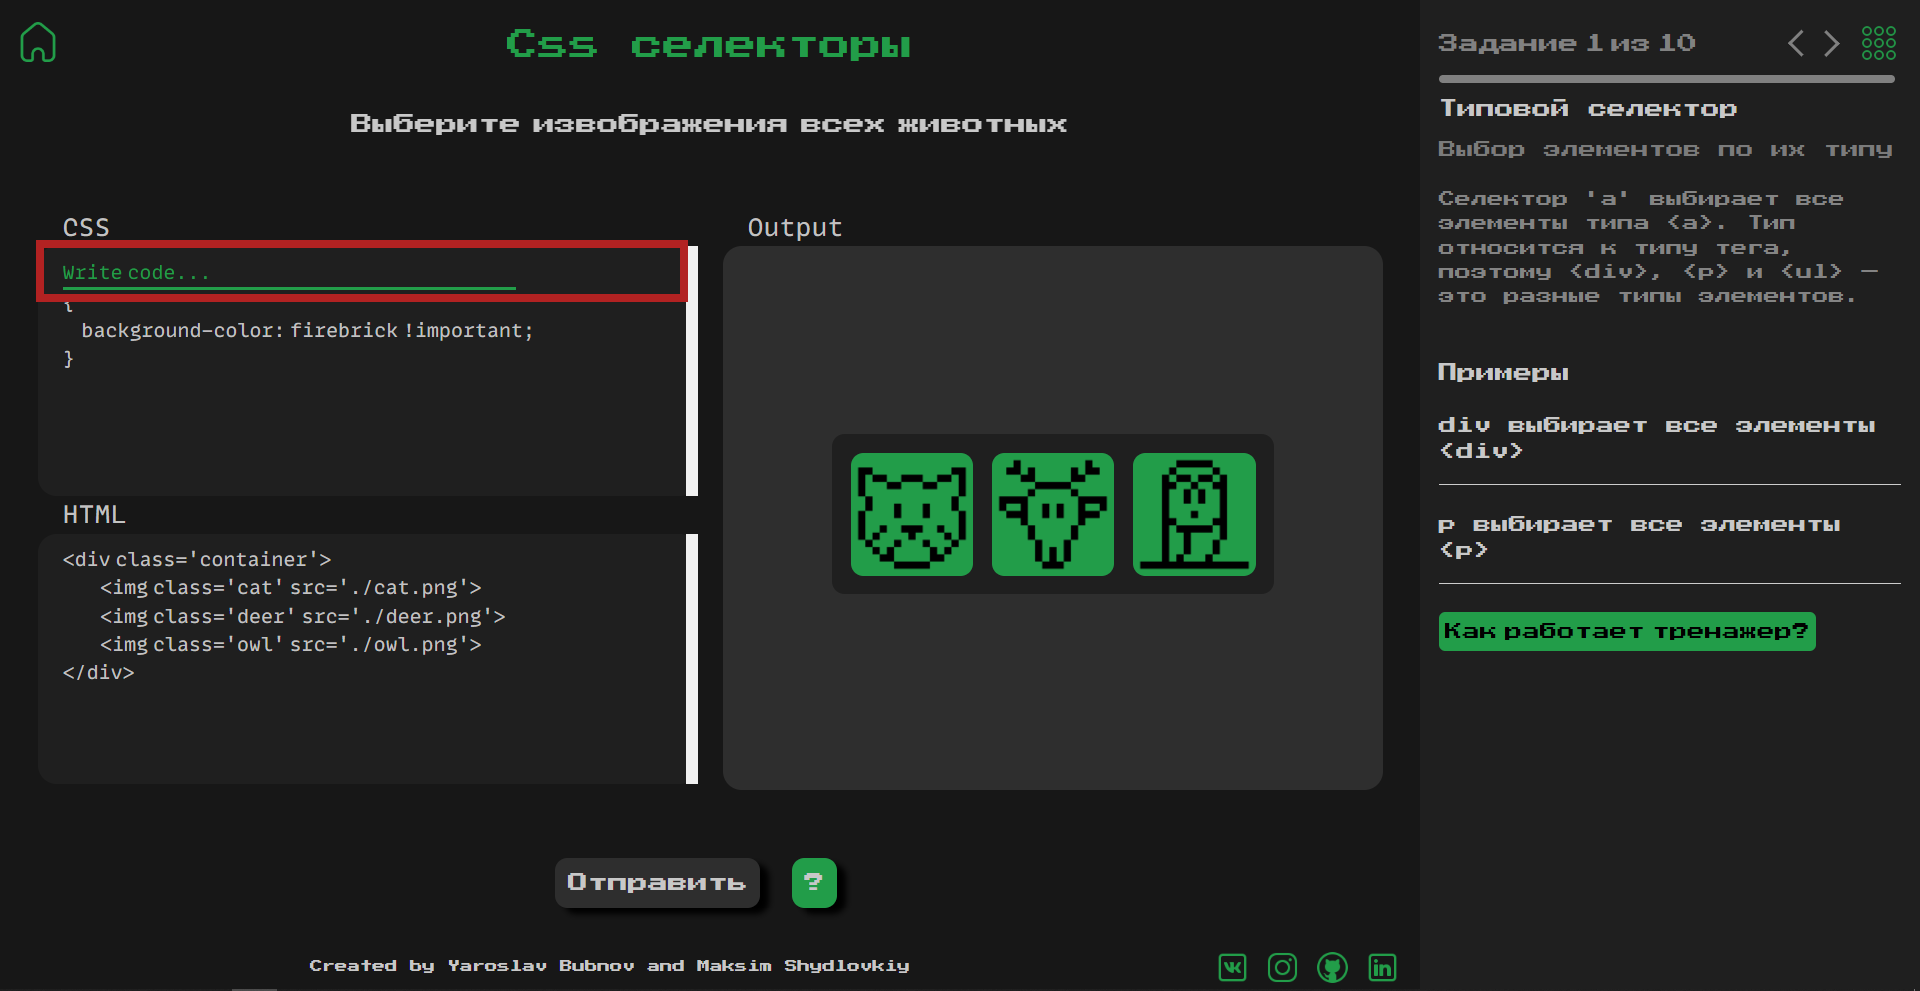 Css селекторы
Выберите извображения всех животных
CSS
Write code...
{
background-color: firebrick !important;
}
HTML
<div class='container'>
<img class='cat' src='./cat.png'>
<img class='deer' src='./deer.png'>
<img class='owl' src='./owl.png'>
</div>
Output
Отправить
?
Created by Yaroslav Bubnov and Maksim Shydlovkiy
Задание 1 из 10
Типовой селектор
Выбор элементов по их типу
Селектор 'a' выбирает все
элементы типа <a>. Тип
относится к типу тега,
поэтому <div>, <p> и <ul> —
это разные типы элементов.
Примеры
div выбирает все элементы
<div>
p выбирает все элементы
<p>
Как работает тренажер?